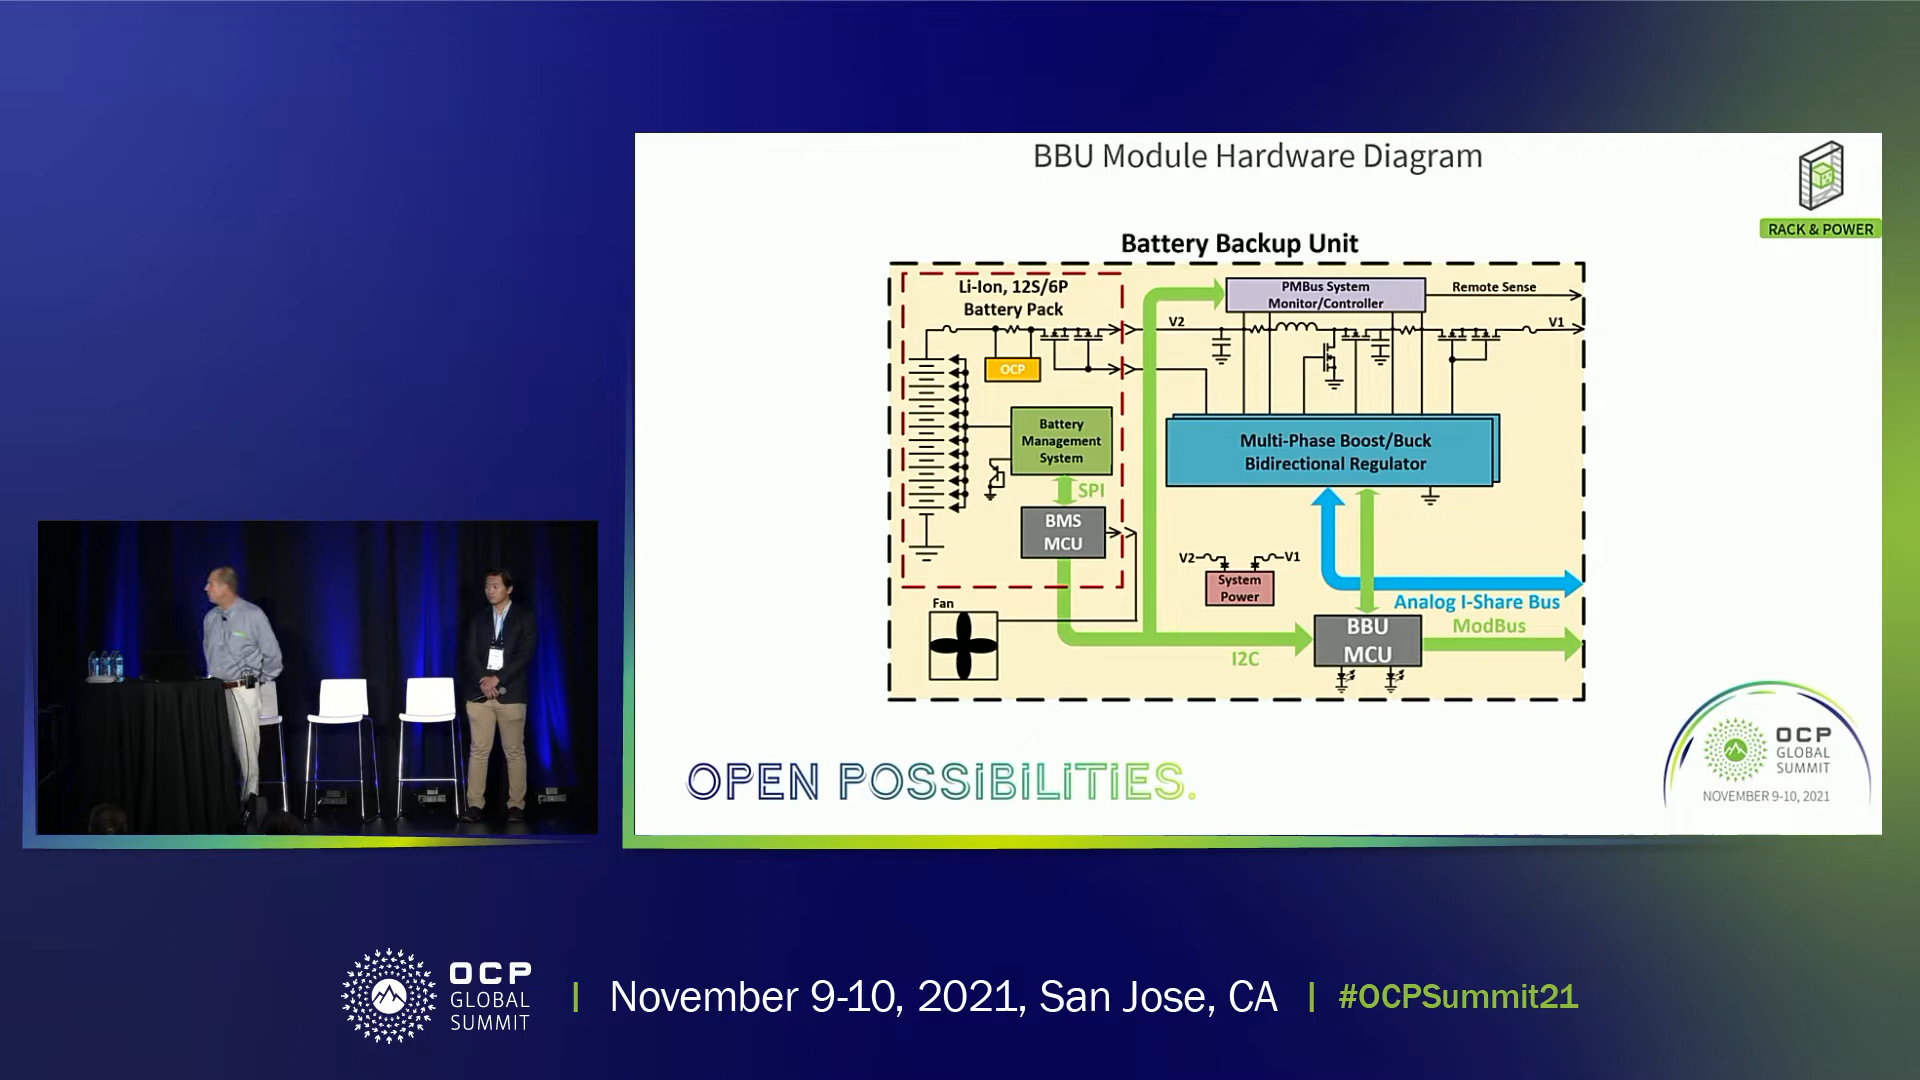 BBU Module Hardware Diagram
RACK & POWER
Battery Backup Unit
Li-Ion, 12S/6P
Battery Pack
OCP
Battery
Management
System
SPI
BMS
MCU
Fan
PMBus System
Monitor/Controller
Remote Sense
V2
V1
Multi-Phase Boost/Buck
Bidirectional Regulator
V2
V1
System
Power
Analog I-Share Bus
ModBus
BBU
MCU
I2C
OPEN POSSIBILITIES.
OCP
GLOBAL
SUMMIT
NOVEMBER 9-10, 2021
OCP
GLOBAL
SUMMIT
November 9-10, 2021, San Jose, CA
#OCPSummit21